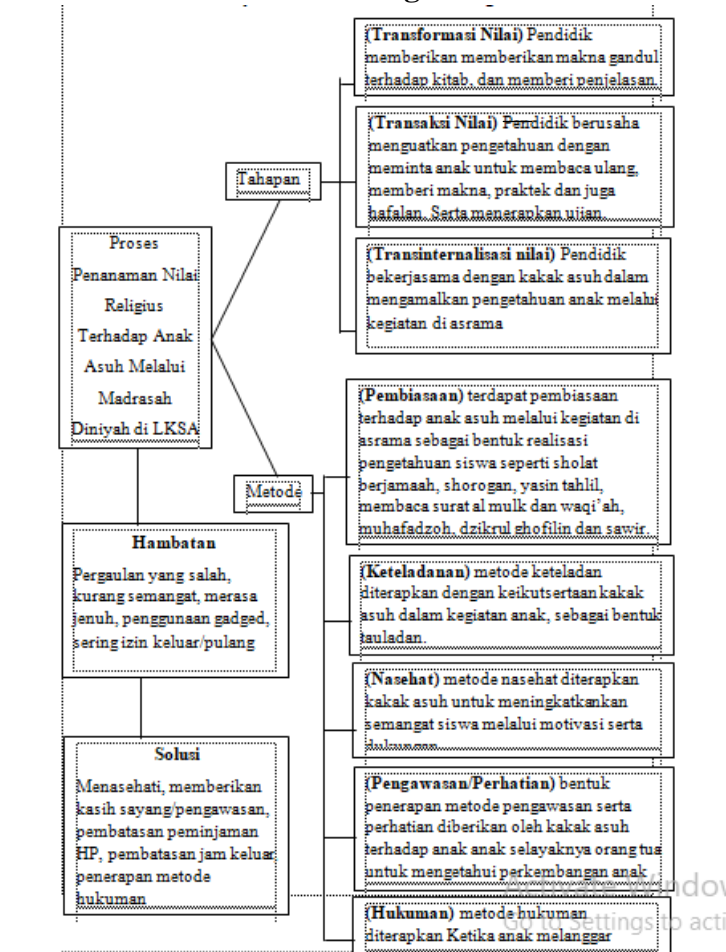 (Transformasi Nilai) Pendidik
memberikan memberikan makna gandul
terhadap kitab, dan memberi penjelasan.
(Transaksi Nilai) Pendidik berusaha
menguatkan pengetahuan dengan
meminta anak untuk membaca ulang,
memberi makna, praktek dan juga
hafalan. Serta menerapkan ujian.
Tahapan
(Transinternalisasi nilai) Pendidik
bekerjasama dengan kakak asuh dalam
mengamalkan pengetahuan anak melalui
kegiatan di asrama
Proses
Penanaman Nilai
Religius
Terhadap Anak
Asuh Melalui
Madrasah
Diniyah di LKSA
(Pembiasaan) terdapat pembiasaan
terhadap anak asuh melalui kegiatan di
asrama sebagai bentuk realisasi
pengetahuan siswa seperti sholat
berjamaah, shorogan, yasin tahlil,
membaca surat al mulk dan waqi’ah,
muhafadzoh, dzikrul ghofilin dan sawir.
Metode
Hambatan
Pergaulan yang salah,
kurang semangat, merasa
jenuh, penggunaan gadged,
sering izin keluar/pulang
(Keteladanan) metode keteladan
diterapkan dengan keikutsertaan kakak
asuh dalam kegiatan anak, sebagai bentuk
tauladan.
(Nasehat) metode nasehat diterapkan
kakak asuh untuk meningkatkankan
semangat siswa melalui motivasi serta
dukungan
Solusi
Menasehati, memberikan
kasih sayang/pengawasan,
pembatasan peminjaman
HP, pembatasan jam keluar
penerapan metode
hukuman
(Pengawasan/Perhatian) bentuk
penerapan metode pengawasan serta
perhatian diberikan oleh kakak asuh
terhadap anak anak selayaknya orang tua
untuk mengetahui perkembangan anak
(Hukuman) metode hukuman
diterapkan Ketika anak melanggar
Activate Window
Go to Settings to acti